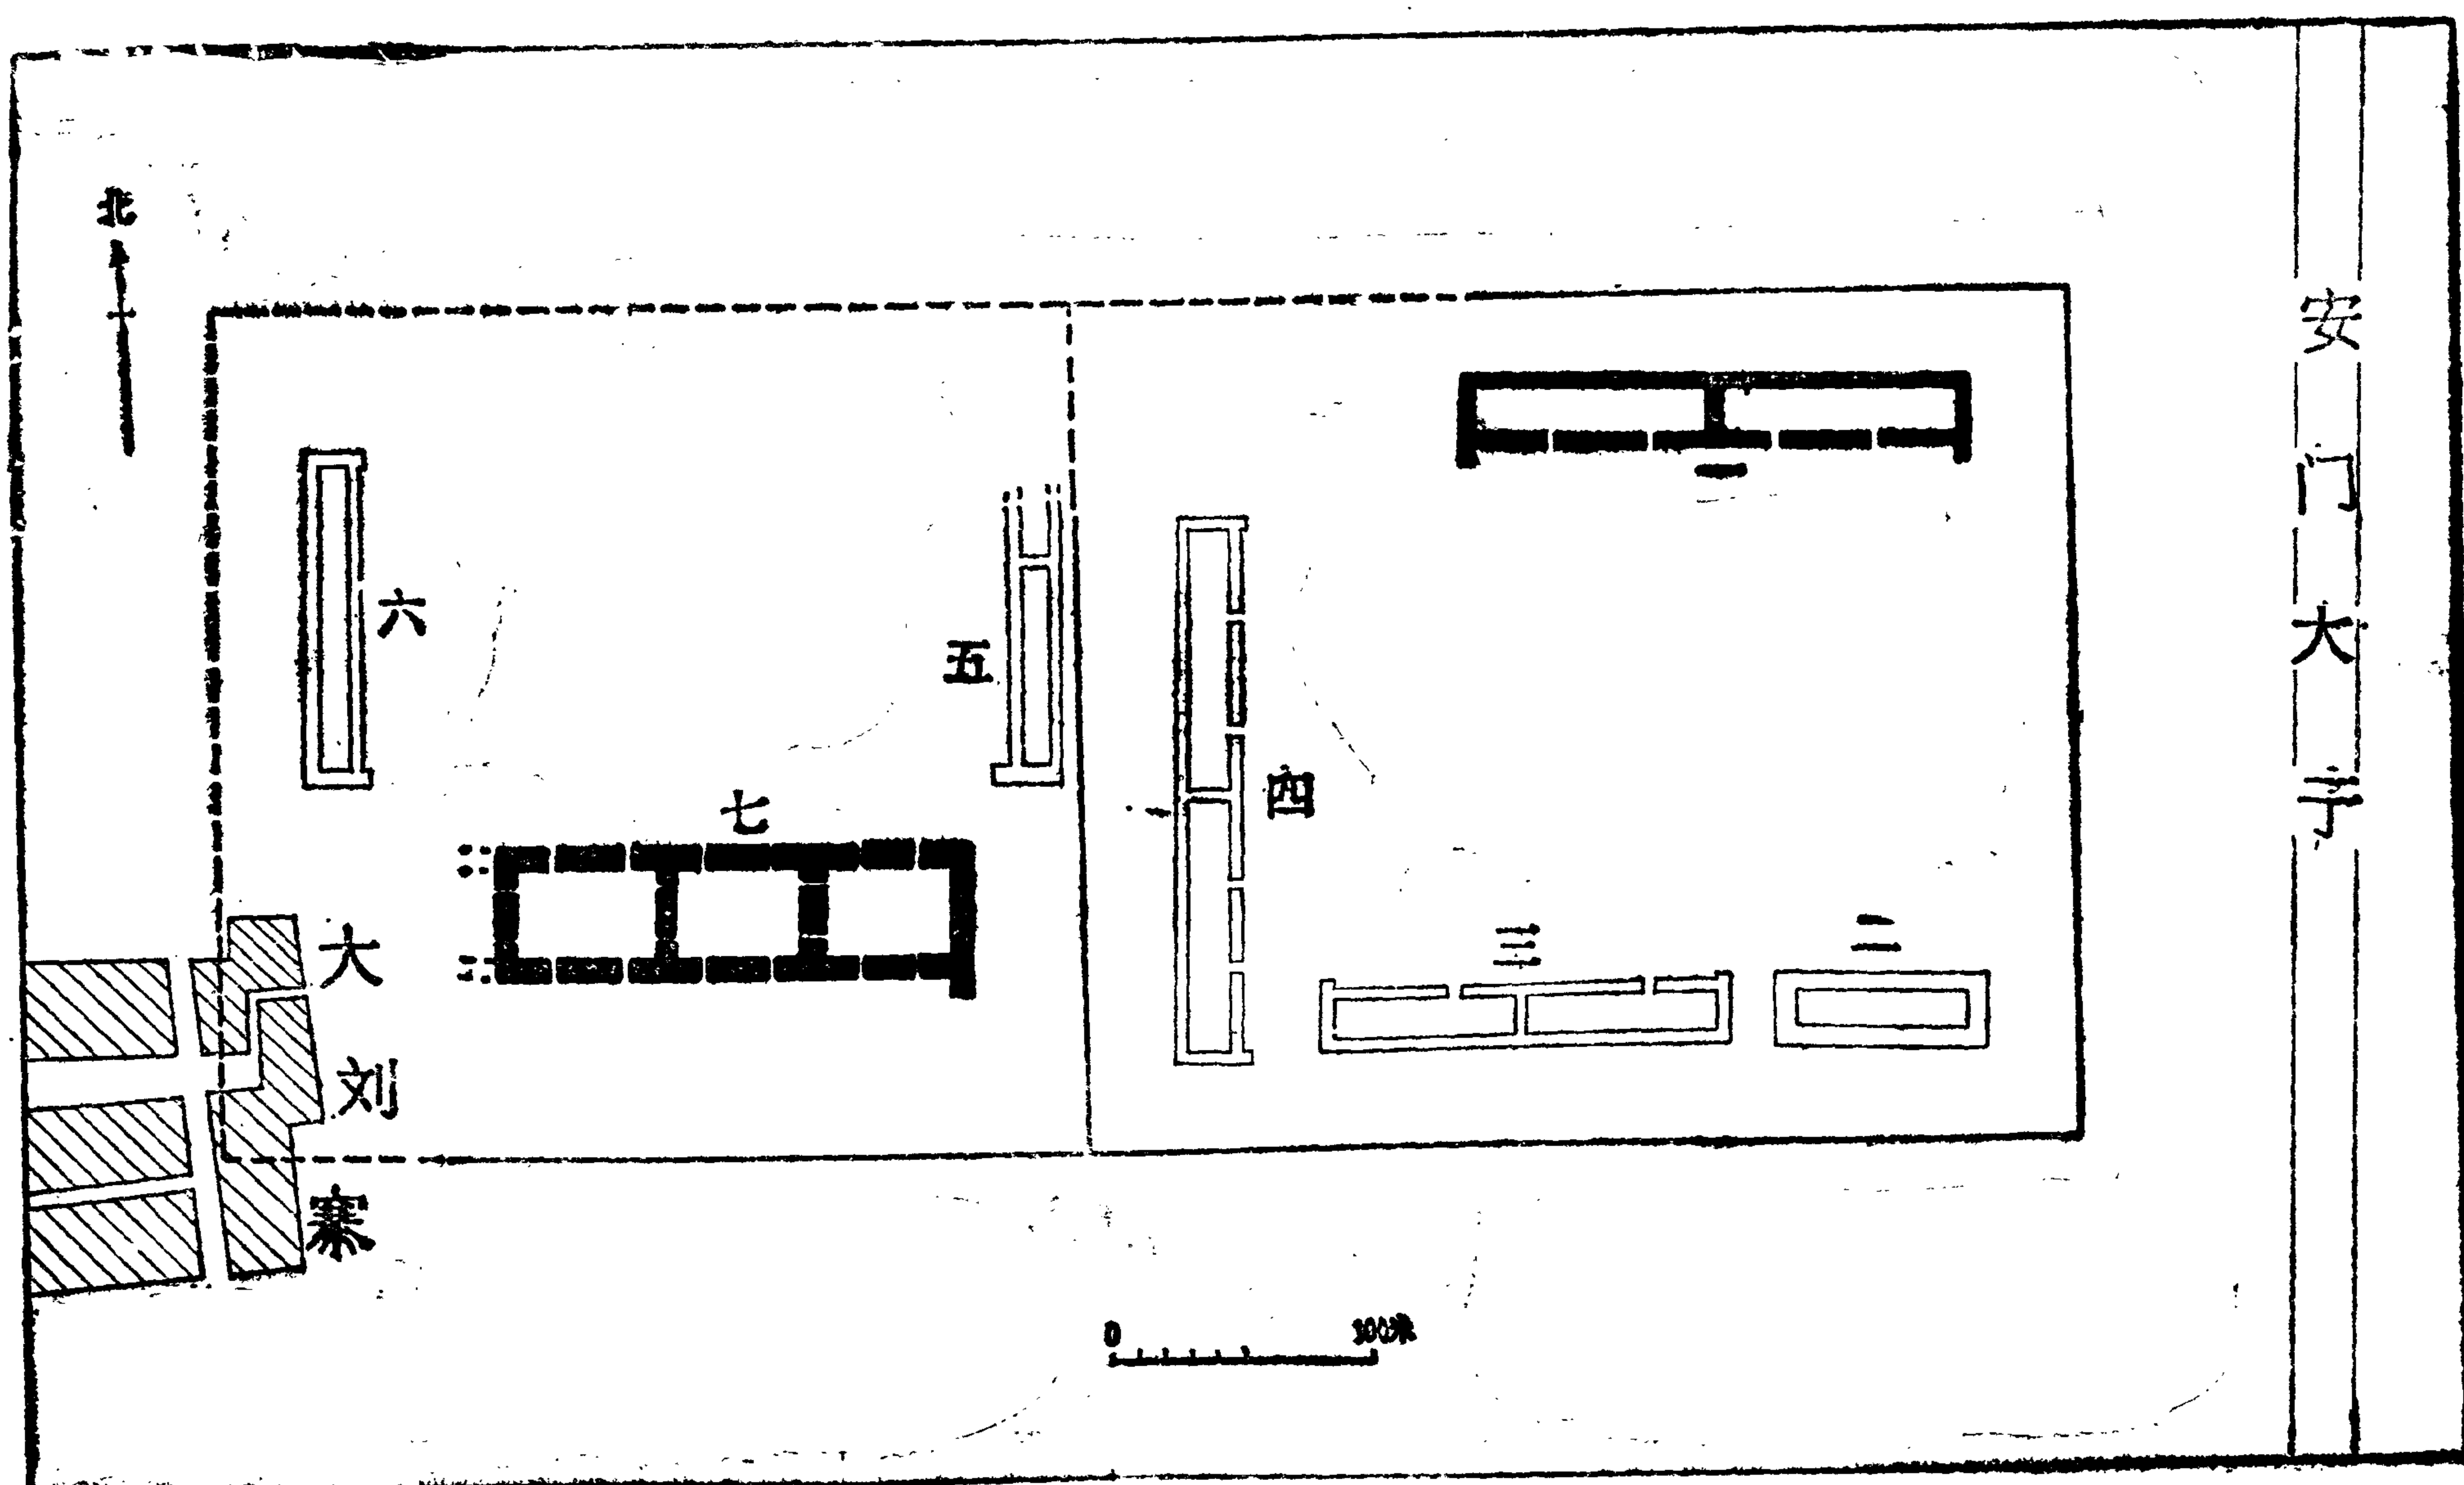 北
安门大亍
一
六
五
四
七
三
二
大刘寨
0 100米